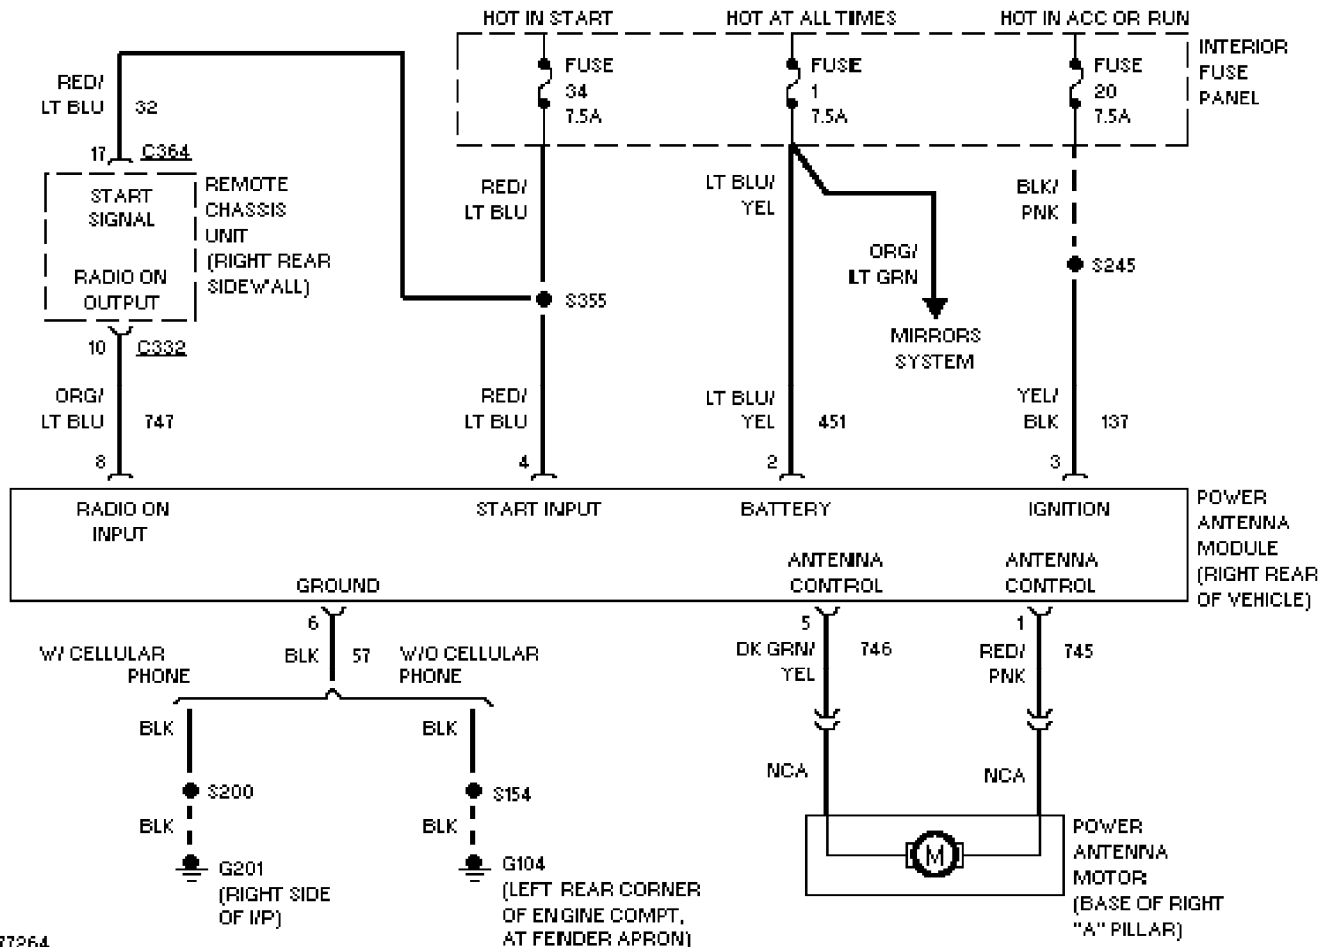 HOT IN START
HOT AT ALL TIMES
HOT IN ACC OR RUN
INTERIOR
FUSE
PANEL
FUSE
34
7.5A
FUSE
1
7.5A
FUSE
20
7.5A
RED/
LT BLU
32
17
C364
START
SIGNAL
RADIO ON
OUTPUT
REMOTE
CHASSIS
UNIT
(RIGHT REAR
SIDEWALL)
RED/
LT BLU
LT BLU/
YEL
BLK/
PNK
ORG/
LT GRN
S245
S355
MIRRORS
SYSTEM
10
C332
ORG/
LT BLU
747
RED/
LT BLU
LT BLU/
YEL
451
YEL/
BLK
137
8
4
2
3
RADIO ON
INPUT
START INPUT
BATTERY
IGNITION
POWER
ANTENNA
MODULE
(RIGHT REAR
OF VEHICLE)
GROUND
ANTENNA
CONTROL
ANTENNA
CONTROL
6
5
1
W/ CELLULAR
PHONE
BLK
57
W/O CELLULAR
PHONE
DK GRN/
YEL
746
RED/
PNK
745
BLK
BLK
NCA
NCA
S200
S154
BLK
BLK
G201
(RIGHT SIDE
OF I/P)
G104
(LEFT REAR CORNER
OF ENGINE COMPT,
AT FENDER APRON)
M
POWER
ANTENNA
MOTOR
(BASE OF RIGHT
"A" PILLAR)
77264